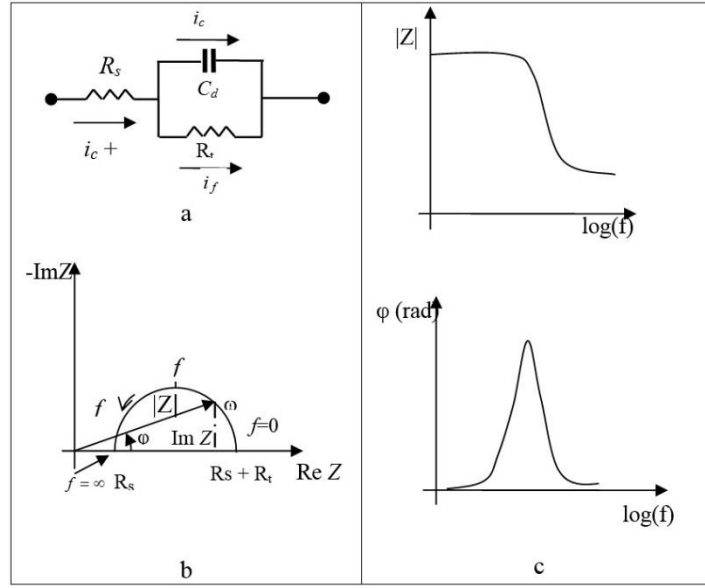 i_c
R_s
C_d
i_c +
R_t
i_f
a
|Z|
log(f)
-ImZ
f
f
|Z|
ω
φ
Im Z
f=0
f = ∞
R_s
Rs + R_t
Re Z
b
φ (rad)
log(f)
c